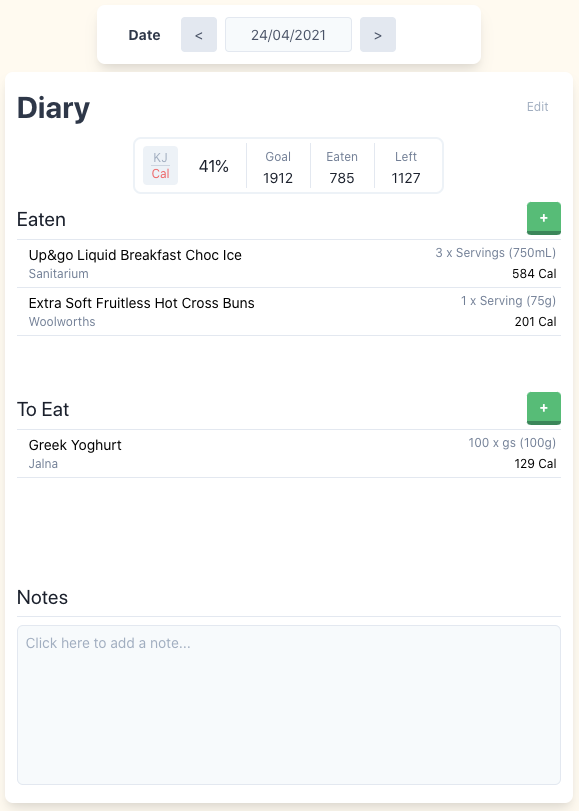 Date < 24/04/2021 >
Diary Edit
KJ
Cal
41%
Goal
1912
Eaten
785
Left
1127
Eaten +
Up&go Liquid Breakfast Choc Ice 3 x Servings (750mL)
Sanitarium 584 Cal
Extra Soft Fruitless Hot Cross Buns 1 x Serving (75g)
Woolworths 201 Cal
To Eat +
Greek Yoghurt 100 x gs (100g)
Jalna 129 Cal
Notes
Click here to add a note...